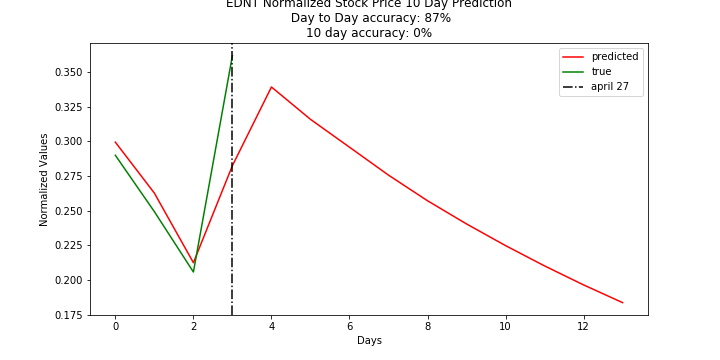 EDNT Normalized Stock Price 10 Day Prediction
Day to Day accuracy: 87%
10 day accuracy: 0%
predicted
true
april 27
Normalized Values
0.350
0.325
0.300
0.275
0.250
0.225
0.200
0.175
0 2 4 6 8 10 12
Days